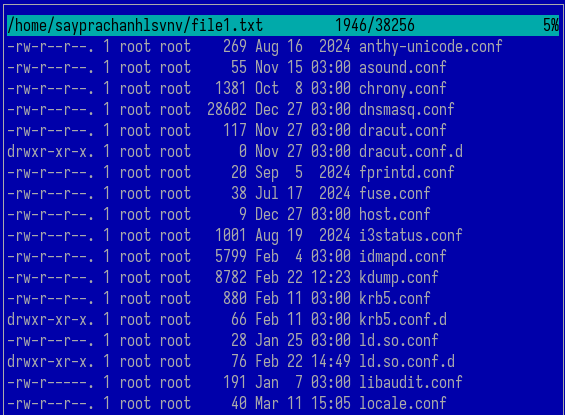 /home/sayprachanhlsvnv/file1.txt 1946/38256 5%
-rw-r--r--. 1 root root 269 Aug 16 2024 anthy-unicode.conf
-rw-r--r--. 1 root root 55 Nov 15 03:00 asound.conf
-rw-r--r--. 1 root root 1381 Oct 8 03:00 chrony.conf
-rw-r--r--. 1 root root 28602 Dec 27 03:00 dnsmasq.conf
-rw-r--r--. 1 root root 117 Nov 27 03:00 dracut.conf
drwxr-xr-x. 1 root root 0 Nov 27 03:00 dracut.conf.d
-rw-r--r--. 1 root root 20 Sep 5 2024 fprintd.conf
-rw-r--r--. 1 root root 38 Jul 17 2024 fuse.conf
-rw-r--r--. 1 root root 9 Dec 27 03:00 host.conf
-rw-r--r--. 1 root root 1001 Aug 19 2024 i3status.conf
-rw-r--r--. 1 root root 5799 Feb 4 03:00 idmapd.conf
-rw-r--r--. 1 root root 8782 Feb 22 12:23 kdump.conf
-rw-r--r--. 1 root root 880 Feb 11 03:00 krb5.conf
drwxr-xr-x. 1 root root 66 Feb 11 03:00 krb5.conf.d
-rw-r--r--. 1 root root 28 Jan 25 03:00 ld.so.conf
drwxr-xr-x. 1 root root 76 Feb 22 14:49 ld.so.conf.d
-rw-r-----. 1 root root 191 Jan 7 03:00 libaudit.conf
-rw-r--r--. 1 root root 40 Mar 11 15:05 locale.conf